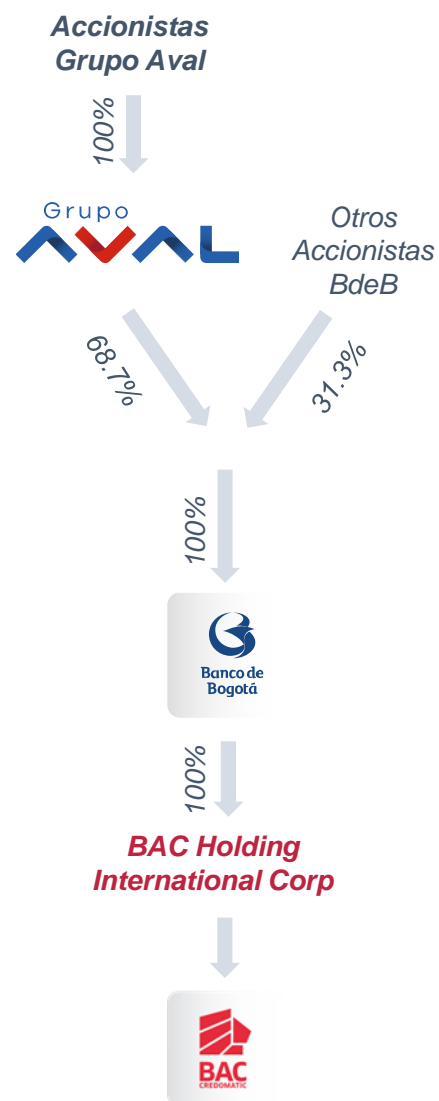 Accionistas
Grupo Aval
100%
Grupo
AVAL
Otros
Accionistas
BdeB
68.7%
31.3%
100%
Banco de
Bogotá
100%
BAC Holding
International Corp
BAC
CREDOMATIC